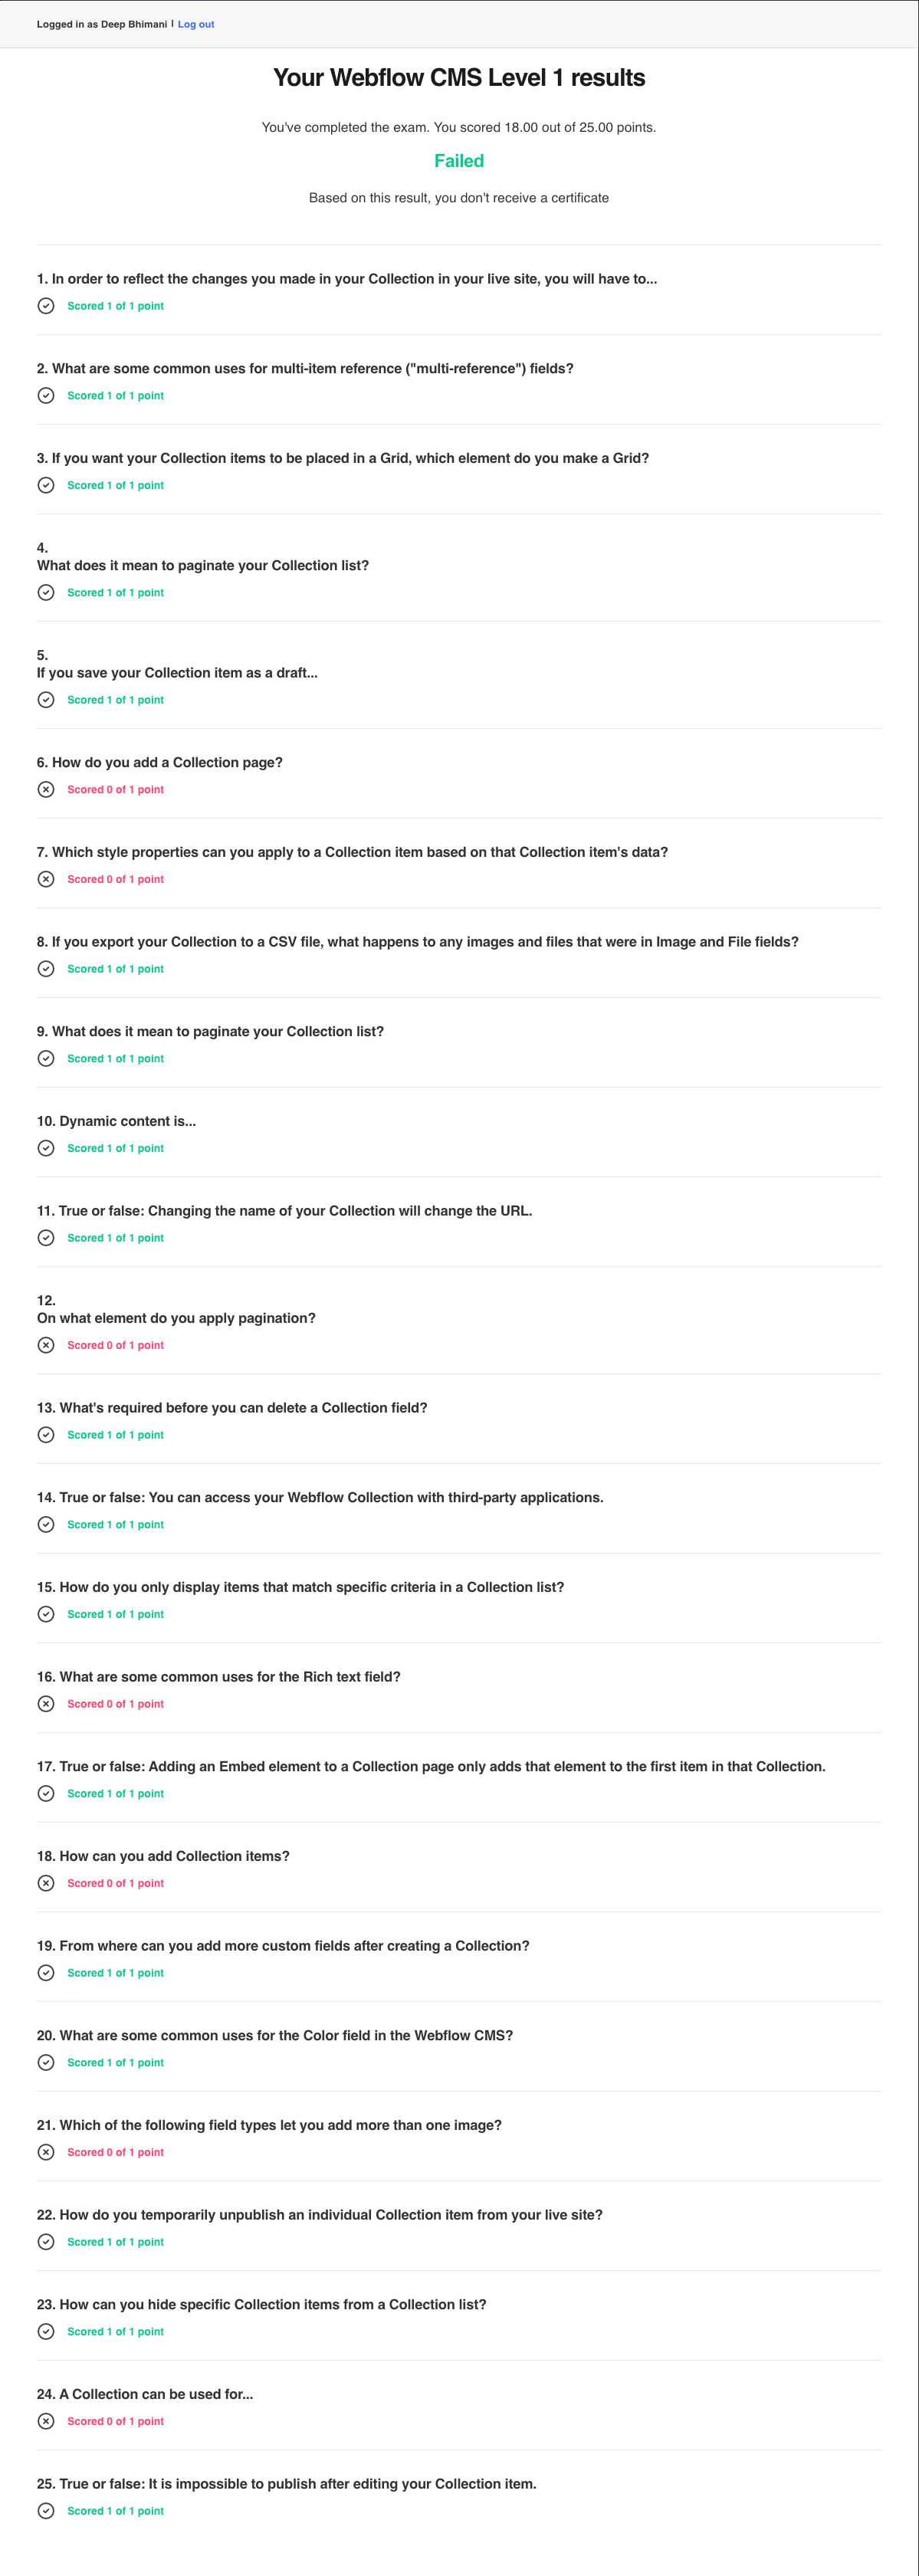 Logged in as Deep Bhimani | Log out
Your Webflow CMS Level 1 results
You've completed the exam. You scored 18.00 out of 25.00 points.
Failed
Based on this result, you don't receive a certificate
1. In order to reflect the changes you made in your Collection in your live site, you will have to...
Scored 1 of 1 point
2. What are some common uses for multi-item reference ("multi-reference") fields?
Scored 1 of 1 point
3. If you want your Collection items to be placed in a Grid, which element do you make a Grid?
Scored 1 of 1 point
4.
What does it mean to paginate your Collection list?
Scored 1 of 1 point
5.
If you save your Collection item as a draft...
Scored 1 of 1 point
6. How do you add a Collection page?
Scored 0 of 1 point
7. Which style properties can you apply to a Collection item based on that Collection item's data?
Scored 0 of 1 point
8. If you export your Collection to a CSV file, what happens to any images and files that were in Image and File fields?
Scored 1 of 1 point
9. What does it mean to paginate your Collection list?
Scored 1 of 1 point
10. Dynamic content is...
Scored 1 of 1 point
11. True or false: Changing the name of your Collection will change the URL.
Scored 1 of 1 point
12.
On what element do you apply pagination?
Scored 0 of 1 point
13. What's required before you can delete a Collection field?
Scored 1 of 1 point
14. True or false: You can access your Webflow Collection with third-party applications.
Scored 1 of 1 point
15. How do you only display items that match specific criteria in a Collection list?
Scored 1 of 1 point
16. What are some common uses for the Rich text field?
Scored 0 of 1 point
17. True or false: Adding an Embed element to a Collection page only adds that element to the first item in that Collection.
Scored 1 of 1 point
18. How can you add Collection items?
Scored 0 of 1 point
19. From where can you add more custom fields after creating a Collection?
Scored 1 of 1 point
20. What are some common uses for the Color field in the Webflow CMS?
Scored 1 of 1 point
21. Which of the following field types let you add more than one image?
Scored 0 of 1 point
22. How do you temporarily unpublish an individual Collection item from your live site?
Scored 1 of 1 point
23. How can you hide specific Collection items from a Collection list?
Scored 1 of 1 point
24. A Collection can be used for...
Scored 0 of 1 point
25. True or false: It is impossible to publish after editing your Collection item.
Scored 1 of 1 point